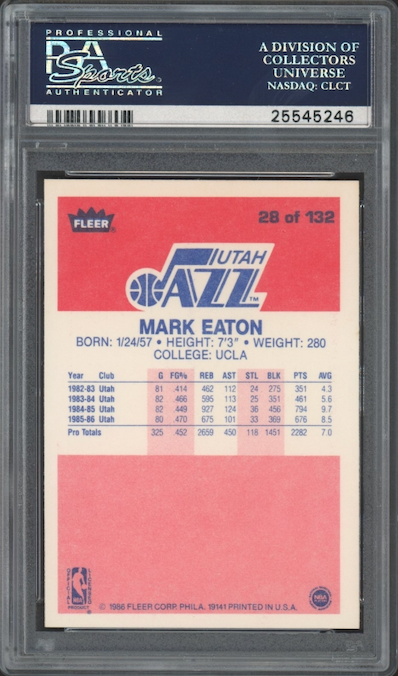 PROFESSIONAL
PSA
Sports
AUTHENTICATOR
A DIVISION OF
COLLECTORS
UNIVERSE
NASDAQ: CLCT
25545246
FLEER
28 of 132
UTAH
JAZZ
TM
MARK EATON
BORN: 1/24/57 • HEIGHT: 7'3" • WEIGHT: 280
COLLEGE: UCLA
Year Club G FG% REB AST STL BLK PTS AVG
1982-83 Utah 81 .414 462 112 24 275 351 4.3
1983-84 Utah 82 .466 595 113 25 351 461 5.6
1984-85 Utah 82 .449 927 124 36 456 794 9.7
1985-86 Utah 80 .470 675 101 33 369 676 8.5
Pro Totals 325 .452 2659 450 118 1451 2282 7.0
OFFICIAL LICENSED
NBA
PRODUCT
© 1986 FLEER CORP. PHILA. 19141 PRINTED IN U.S.A.